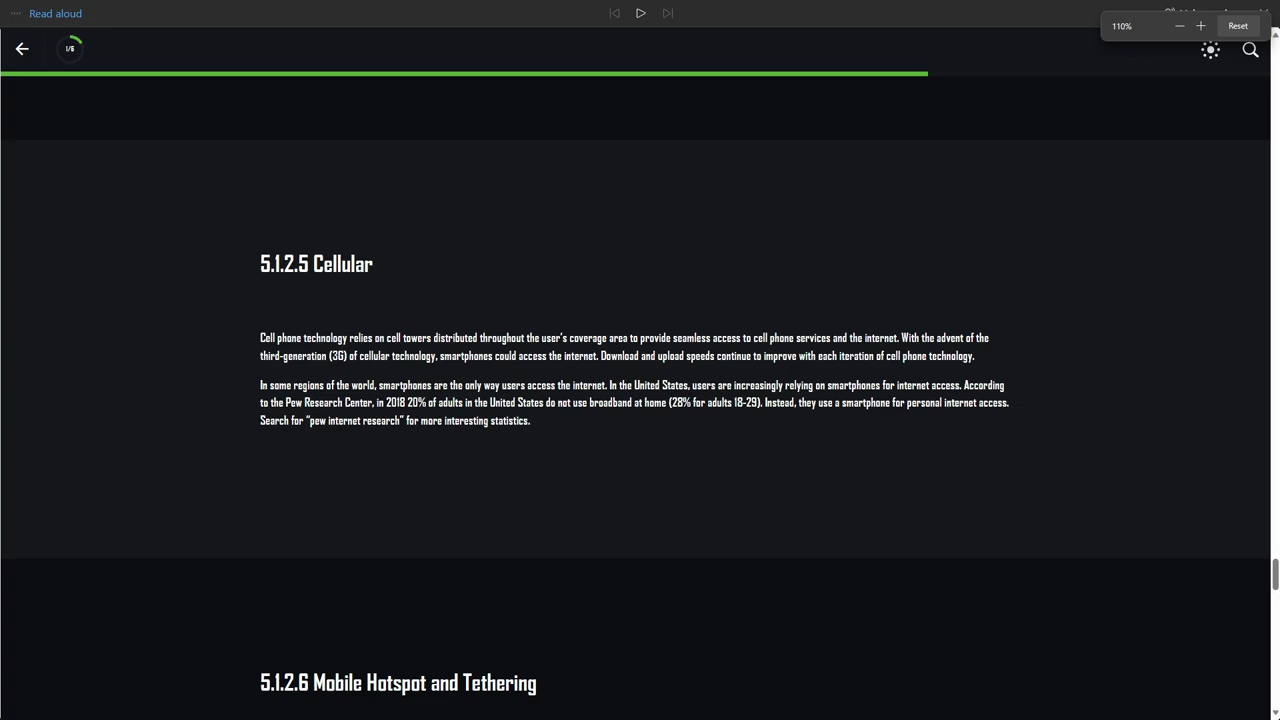 Read aloud
110%
Reset
1/6
5.1.2.5 Cellular
Cell phone technology relies on cell towers distributed throughout the user's coverage area to provide seamless access to cell phone services and the internet. With the advent of the
third-generation (3G) of cellular technology, smartphones could access the internet. Download and upload speeds continue to improve with each iteration of cell phone technology.
In some regions of the world, smartphones are the only way users access the internet. In the United States, users are increasingly relying on smartphones for internet access. According
to the Pew Research Center, in 2018 20% of adults in the United States do not use broadband at home (28% for adults 18-29). Instead, they use a smartphone for personal internet access.
Search for “pew internet research” for more interesting statistics.
5.1.2.6 Mobile Hotspot and Tethering